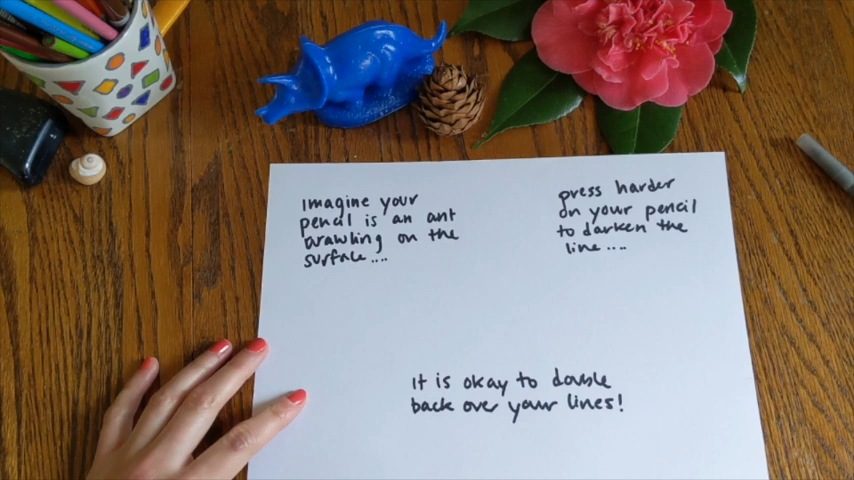 Imagine your
pencil is an ant
brawling on the
surface....
press harder
on your pencil
to darken the
line....
It is okay to double
back over your lines!